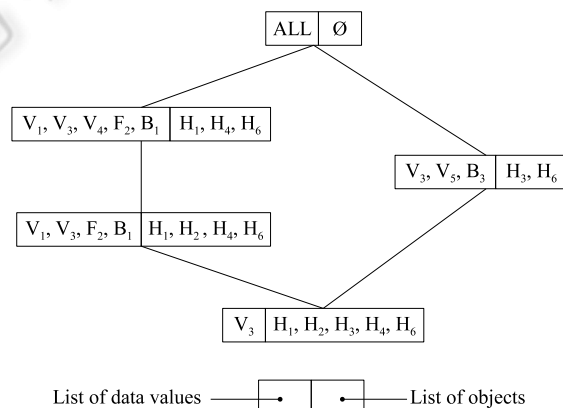 ALL Ø
V₁, V₃, V₄, F₂, B₁ H₁, H₄, H₆
V₃, V₅, B₃ H₃, H₆
V₁, V₃, F₂, B₁ H₁, H₂ , H₄, H₆
V₃ H₁, H₂, H₃, H₄, H₆
List of data values List of objects